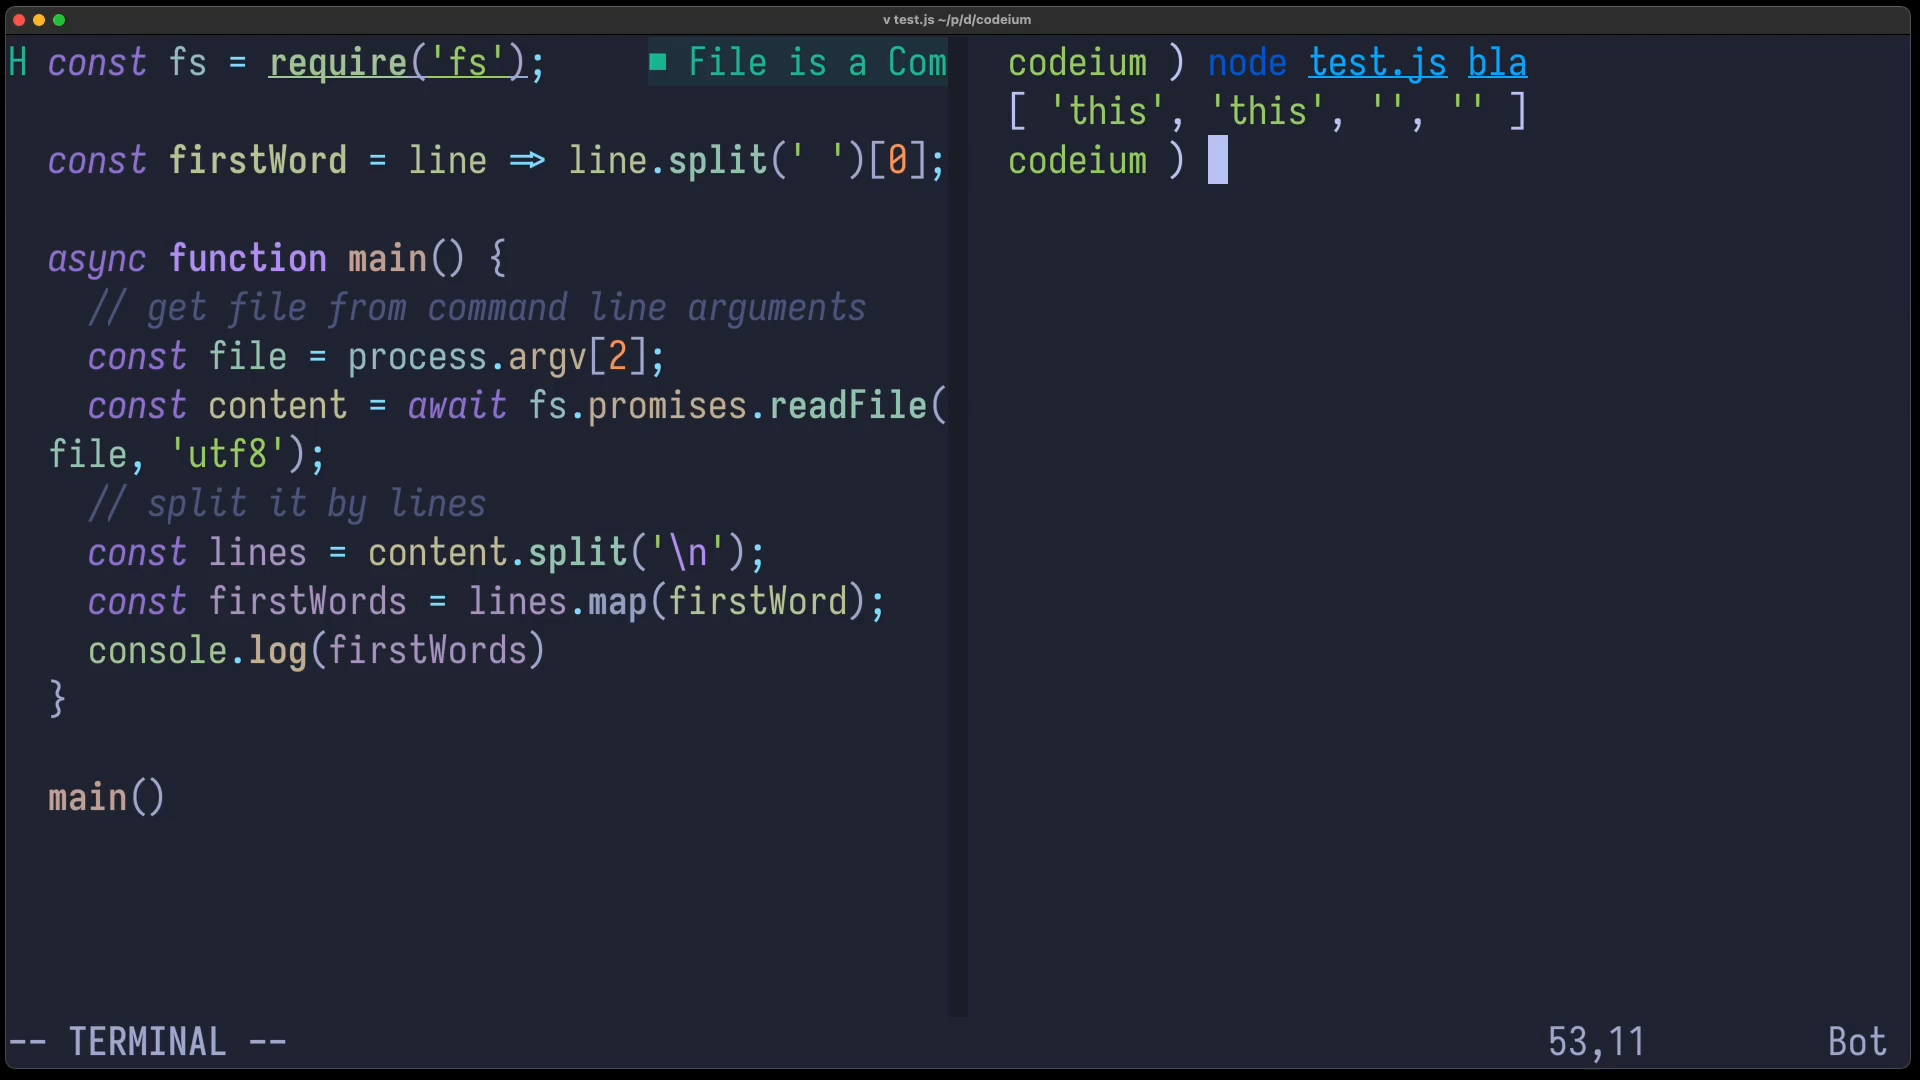 v test.js ~/p/d/codeium
H const fs = require('fs'); ■ File is a Com
const firstWord = line => line.split(' ')[0];
async function main() {
// get file from command line arguments
const file = process.argv[2];
const content = await fs.promises.readFile(
file, 'utf8');
// split it by lines
const lines = content.split('\n');
const firstWords = lines.map(firstWord);
console.log(firstWords)
}
main()
codeium ) node test.js bla
[ 'this', 'this', '', '' ]
codeium )
-- TERMINAL -- 53,11 Bot